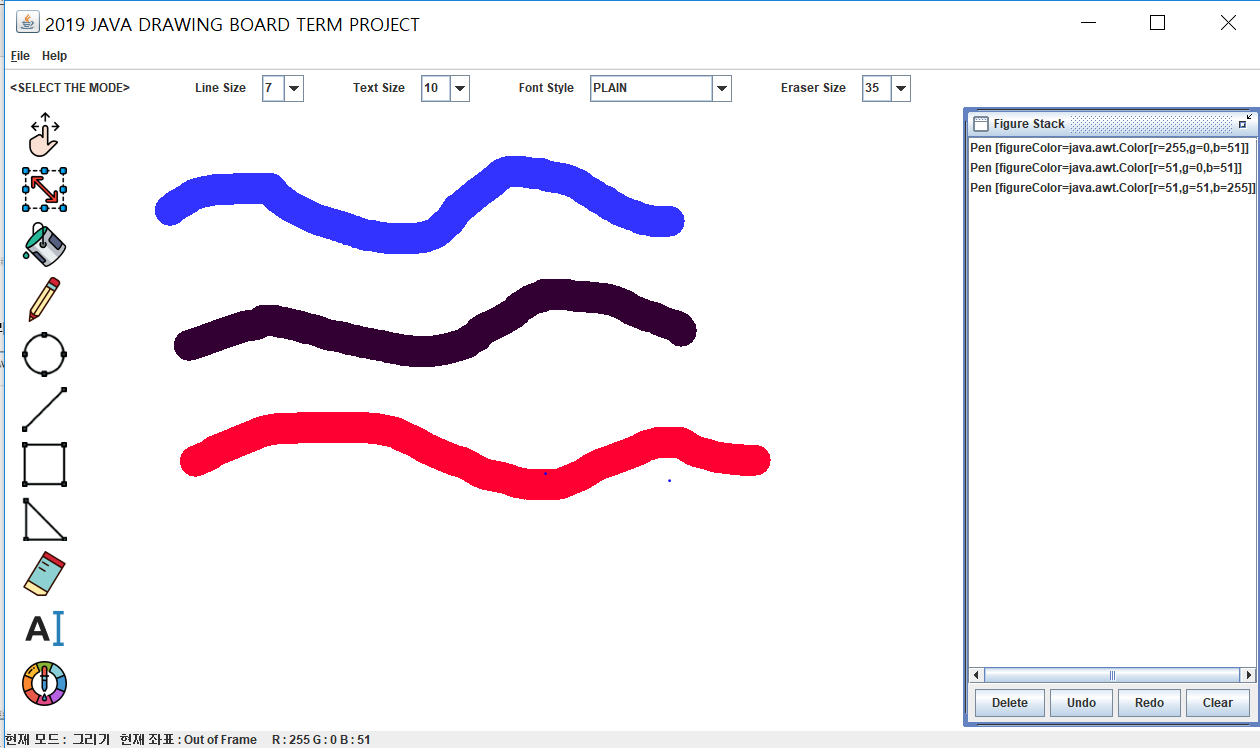 2019 JAVA DRAWING BOARD TERM PROJECT
File Help
<SELECT THE MODE> Line Size 7 Text Size 10 Font Style PLAIN Eraser Size 35
Figure Stack
Pen [figureColor=java.awt.Color[r=255,g=0,b=51]]
Pen [figureColor=java.awt.Color[r=51,g=0,b=51]]
Pen [figureColor=java.awt.Color[r=51,g=51,b=255]]
A
Delete Undo Redo Clear
현재 모드 : 그리기 현재 좌표 : Out of Frame R : 255 G : 0 B : 51